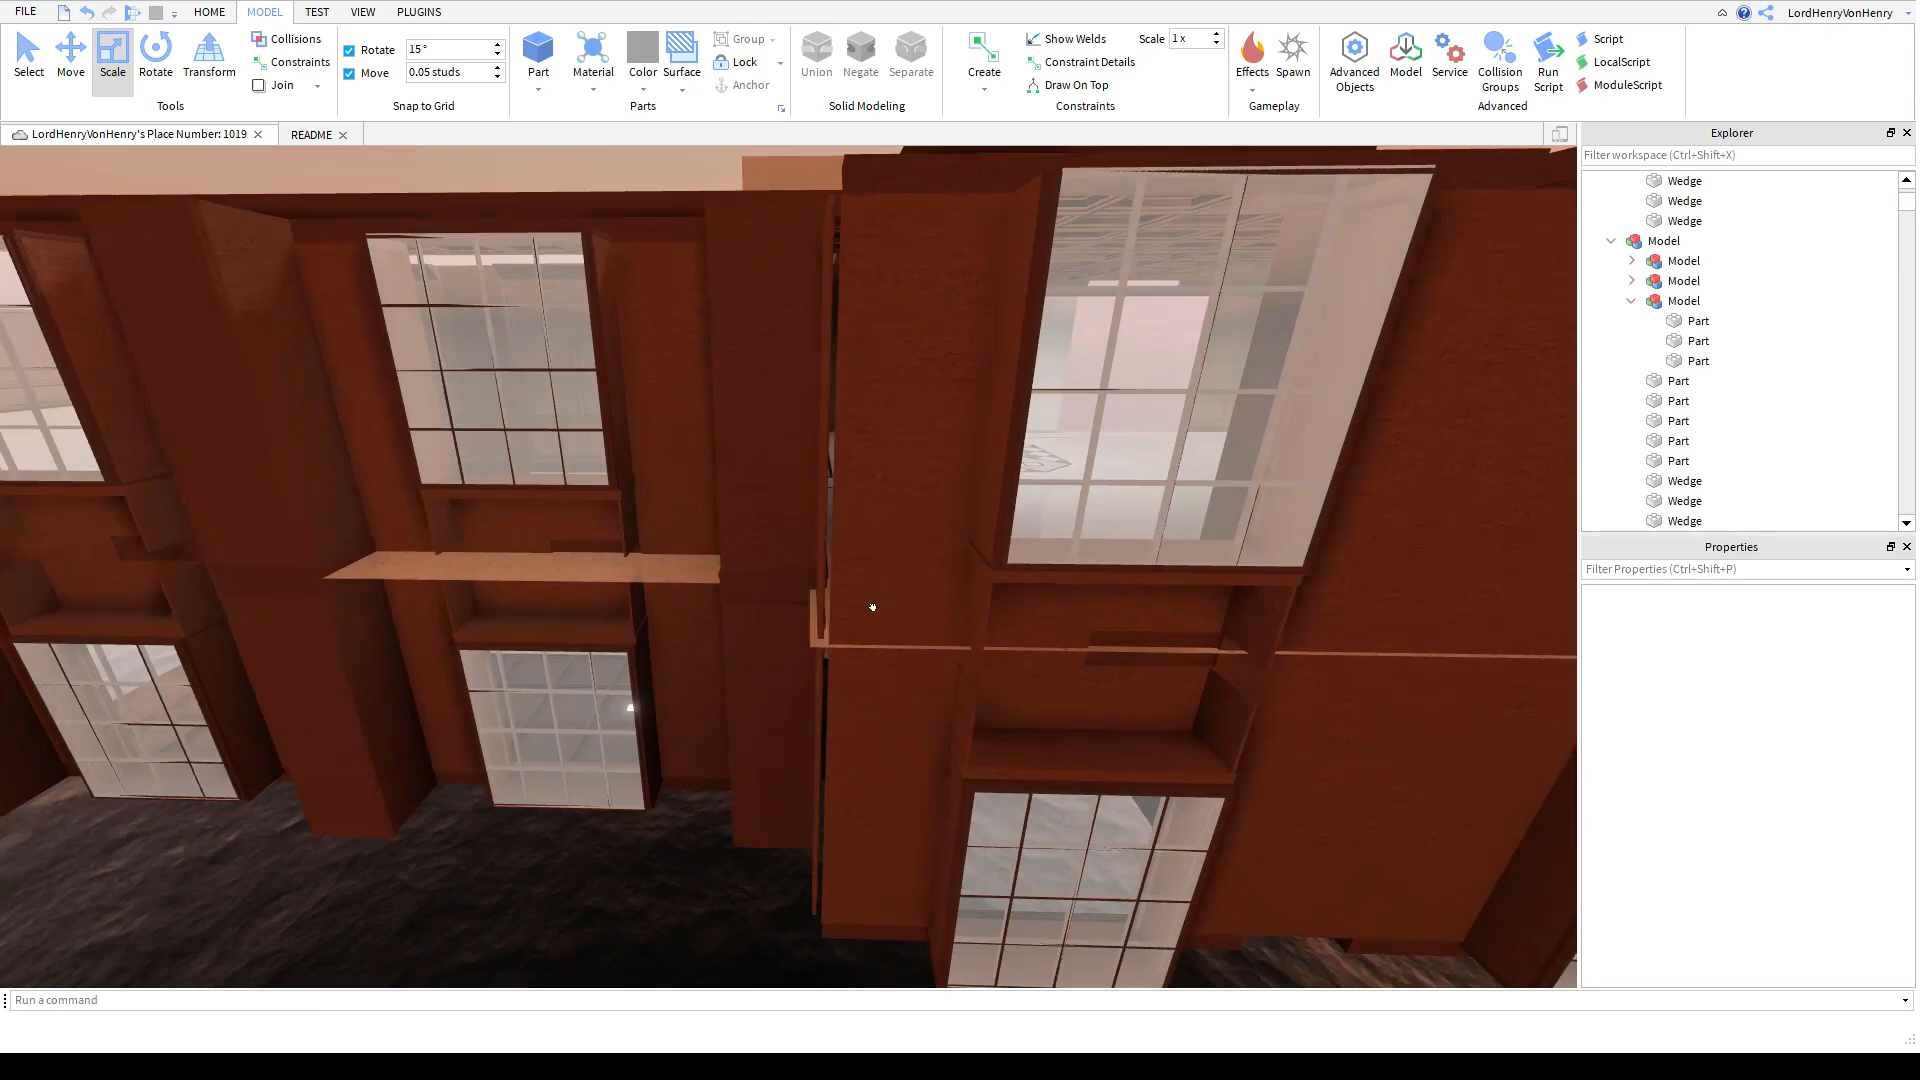 FILE HOME MODEL TEST VIEW PLUGINS LordHenryVonHenry
Select Move Scale Rotate Transform
Tools
Collisions
Constraints
Join
Rotate 15 °
Move 0.05 studs
Snap to Grid
Part Material Color Surface
Group
Lock
Anchor
Parts
Union Negate Separate
Solid Modeling
Create
Show Welds Scale 1 x
Constraint Details
Draw On Top
Constraints
Effects Spawn
Gameplay
Advanced Objects Model Service Collision Groups Run Script
Script
LocalScript
ModuleScript
Advanced
LordHenryVonHenry's Place Number: 1019 README
Explorer
Filter workspace (Ctrl+Shift+X)
Wedge
Wedge
Wedge
Model
Model
Model
Model
Part
Part
Part
Part
Part
Part
Part
Part
Wedge
Wedge
Wedge
Properties
Filter Properties (Ctrl+Shift+P)
Run a command